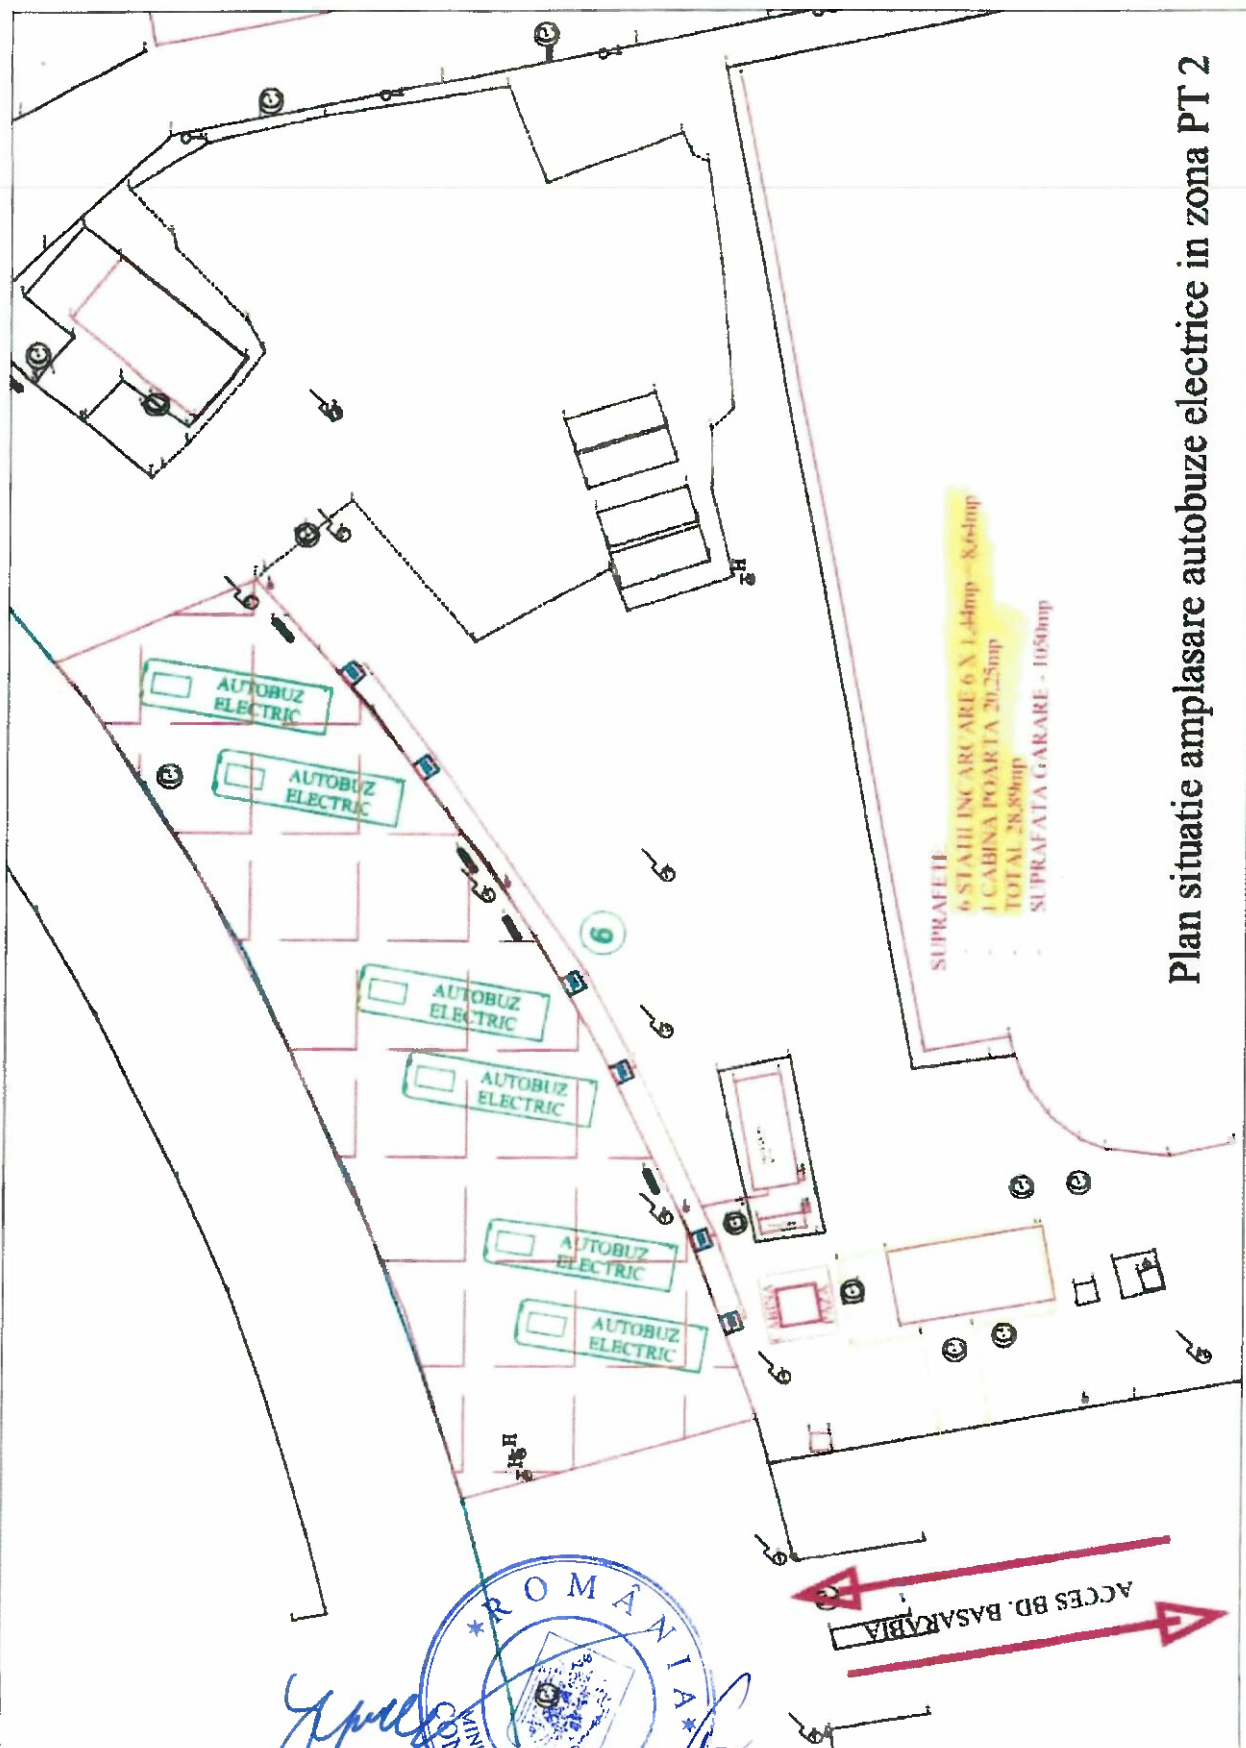 Plan situatie amplasare autobuze electrice in zona PT 2
SUPRAFETE
- 6 STATII INCARCARE 6 X 1,44mp = 8,64mp
- 1 CABINA POARTA 20,25mp
- TOTAL 28,89mp
- SUPRAFATA GARARE - 1050mp
AUTOBUZ
ELECTRIC
AUTOBUZ
ELECTRIC
AUTOBUZ
ELECTRIC
AUTOBUZ
ELECTRIC
AUTOBUZ
ELECTRIC
AUTOBUZ
ELECTRIC
6
H
H
CABINA
PAZA
ACCES BD. BASARABIA
ROMÂNIA